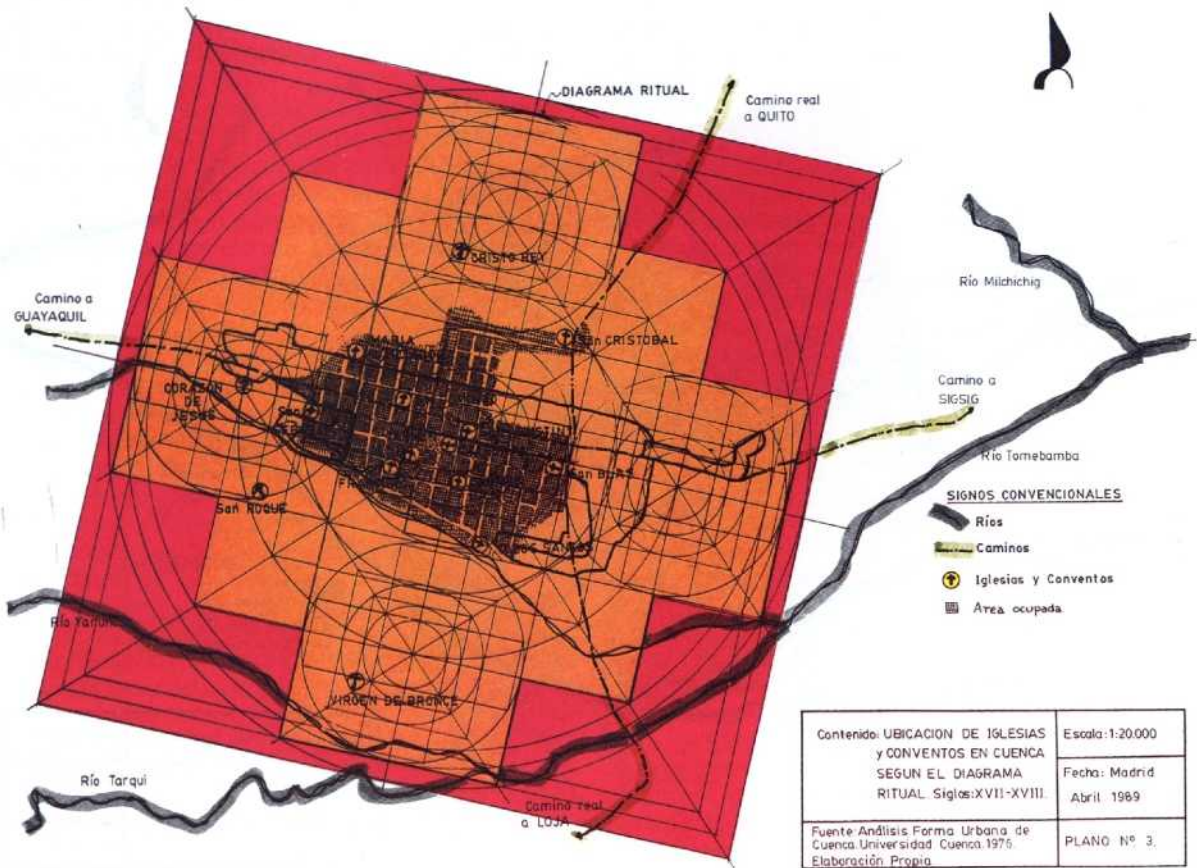 DIAGRAMA RITUAL
Camino real
a QUITO
CRISTO REY
Río Milchichig
Camino a
GUAYAQUIL
MARIA
San CRISTOBAL
CORAZON
DE
JESUS
San
Camino a
SIGSIG
San BLAS
Río Tomebamba
San ROQUE
SIGNOS CONVENCIONALES
Ríos
Caminos
Iglesias y Conventos
Area ocupada
VIRGEN DE BRONCE
Río Tarqui
Camino real
a LOJA
Contenido: UBICACION DE IGLESIAS
y CONVENTOS EN CUENCA
SEGUN EL DIAGRAMA
RITUAL. Siglos: XVII-XVIII.
Escala: 1:20.000
Fecha: Madrid
Abril 1989
Fuente: Análisis Forma Urbana de
Cuenca. Universidad Cuenca. 1976.
Elaboración Propia
PLANO Nº 3.